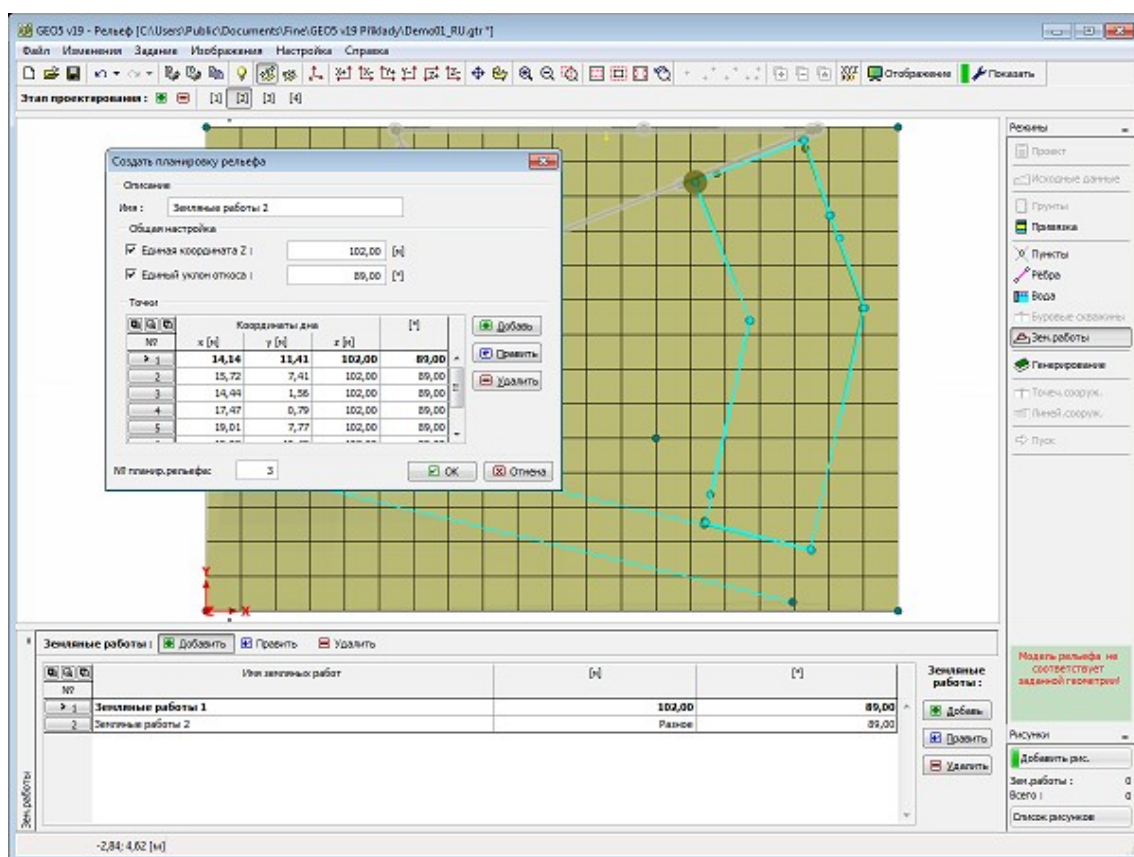 GEO5 v19 - Рельеф [C:\Users\Public\Documents\Fine\GEO5 v19 Příklady\Demo01_RU.gtr *]
Файл Изменения Задание Изображения Настройка Справка
Отображение Показать
Этап проектирования : [1] [2] [3] [4]
Создать планировку рельефа
Описание
Имя : Земляные работы 2
Общая настройка
Единая координата Z : 102,00 [м]
Единый уклон откоса : 89,00 [°]
Точки
Координаты дна [°]
№ x [м] y [м] z [м]
1 14,14 11,41 102,00 89,00
2 15,72 7,41 102,00 89,00
3 14,44 1,56 102,00 89,00
4 17,47 0,79 102,00 89,00
5 19,01 7,77 102,00 89,00
Добавь
Править
Удалить
№ планир.рельефа: 3
OK Отмена
Y
Z X
Режимы
Проект
Исходные данные
Грунты
Привязка
Пункты
Рёбра
Вода
Буровые скважины
Зем.работы
Генерирование
Точеч.сооруж.
Линей.сооруж.
Пуск
Модель рельефа не
соответствует
заданной геометрии!
Рисунки
Добавить рис.
Зем.работы : 0
Всего : 0
Список рисунков
Зем.работы
Земляные работы : Добавить Править Удалить
№ Имя земляных работ [м] [°]
1 Земляные работы 1 102,00 89,00
2 Земляные работы 2 Разное 89,00
Земляные
работы :
Добавь
Править
Удалить
-2,84; 4,62 [м]